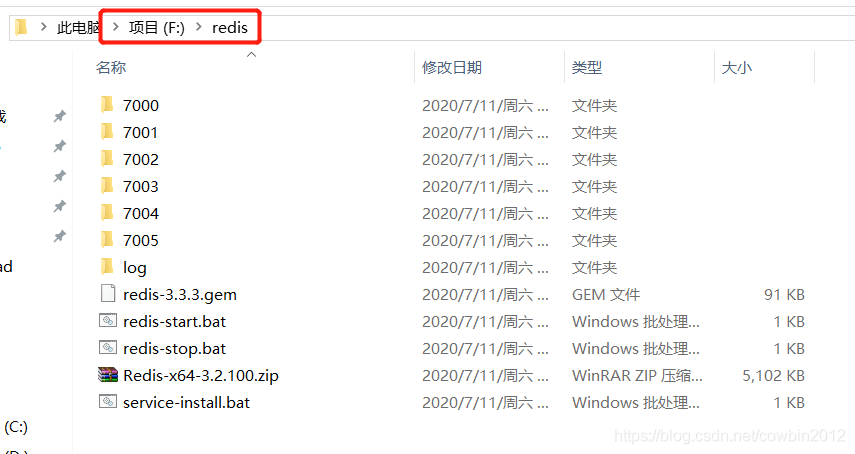 此电脑 > 项目 (F:) > redis
名称 修改日期 类型 大小
7000 2020/7/11/周六 ... 文件夹
7001 2020/7/11/周六 ... 文件夹
7002 2020/7/11/周六 ... 文件夹
7003 2020/7/11/周六 ... 文件夹
7004 2020/7/11/周六 ... 文件夹
7005 2020/7/11/周六 ... 文件夹
ad log 2020/7/11/周六 ... 文件夹
redis-3.3.3.gem 2020/7/11/周六 ... GEM 文件 91 KB
redis-start.bat 2020/7/11/周六 ... Windows 批处理... 1 KB
redis-stop.bat 2020/7/11/周六 ... Windows 批处理... 1 KB
Redis-x64-3.2.100.zip 2020/7/11/周六 ... WinRAR ZIP 压缩... 5,102 KB
service-install.bat 2020/7/11/周六 ... Windows 批处理... 1 KB
(C:)
https://blog.csdn.net/cowbin2012